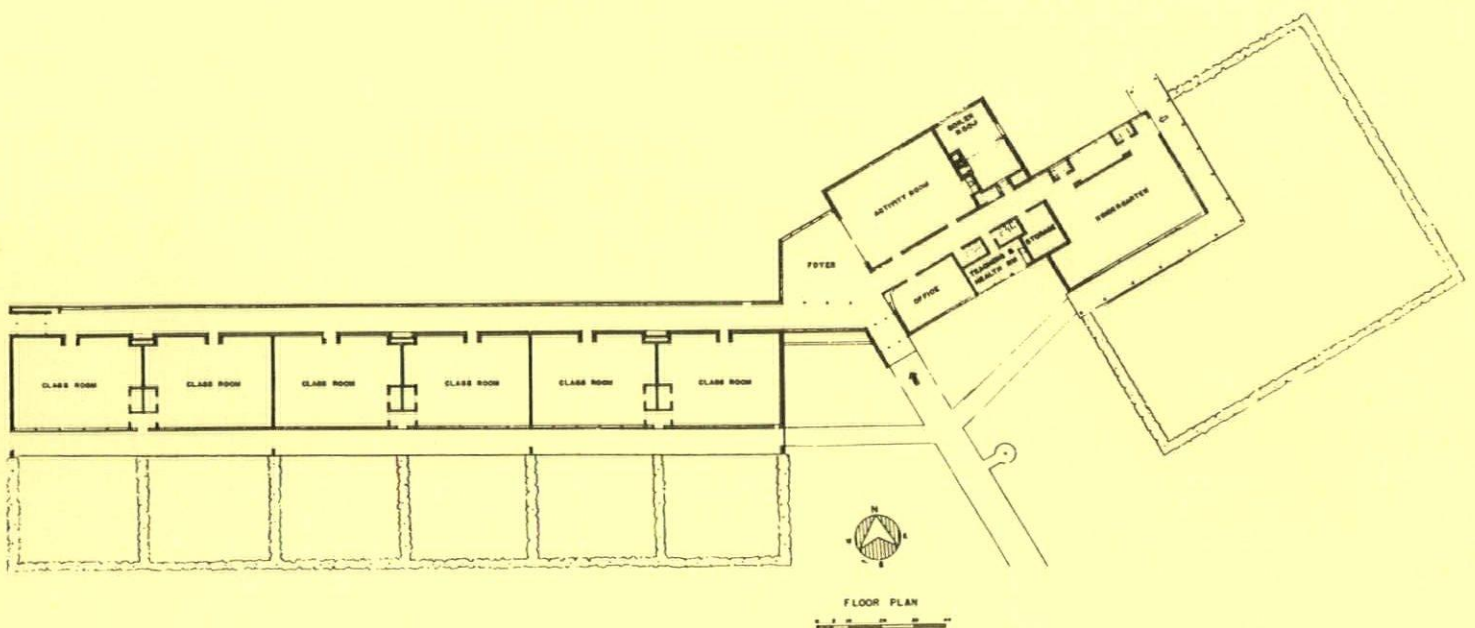 BOILER
ROOM
ACTIVITY ROOM
KINDERGARTEN
STORAGE
TEACHERS &
HEALTH RM
OFFICE
FOYER
CLASS ROOM
CLASS ROOM
CLASS ROOM
CLASS ROOM
CLASS ROOM
CLASS ROOM
N
W
E
S
FLOOR PLAN